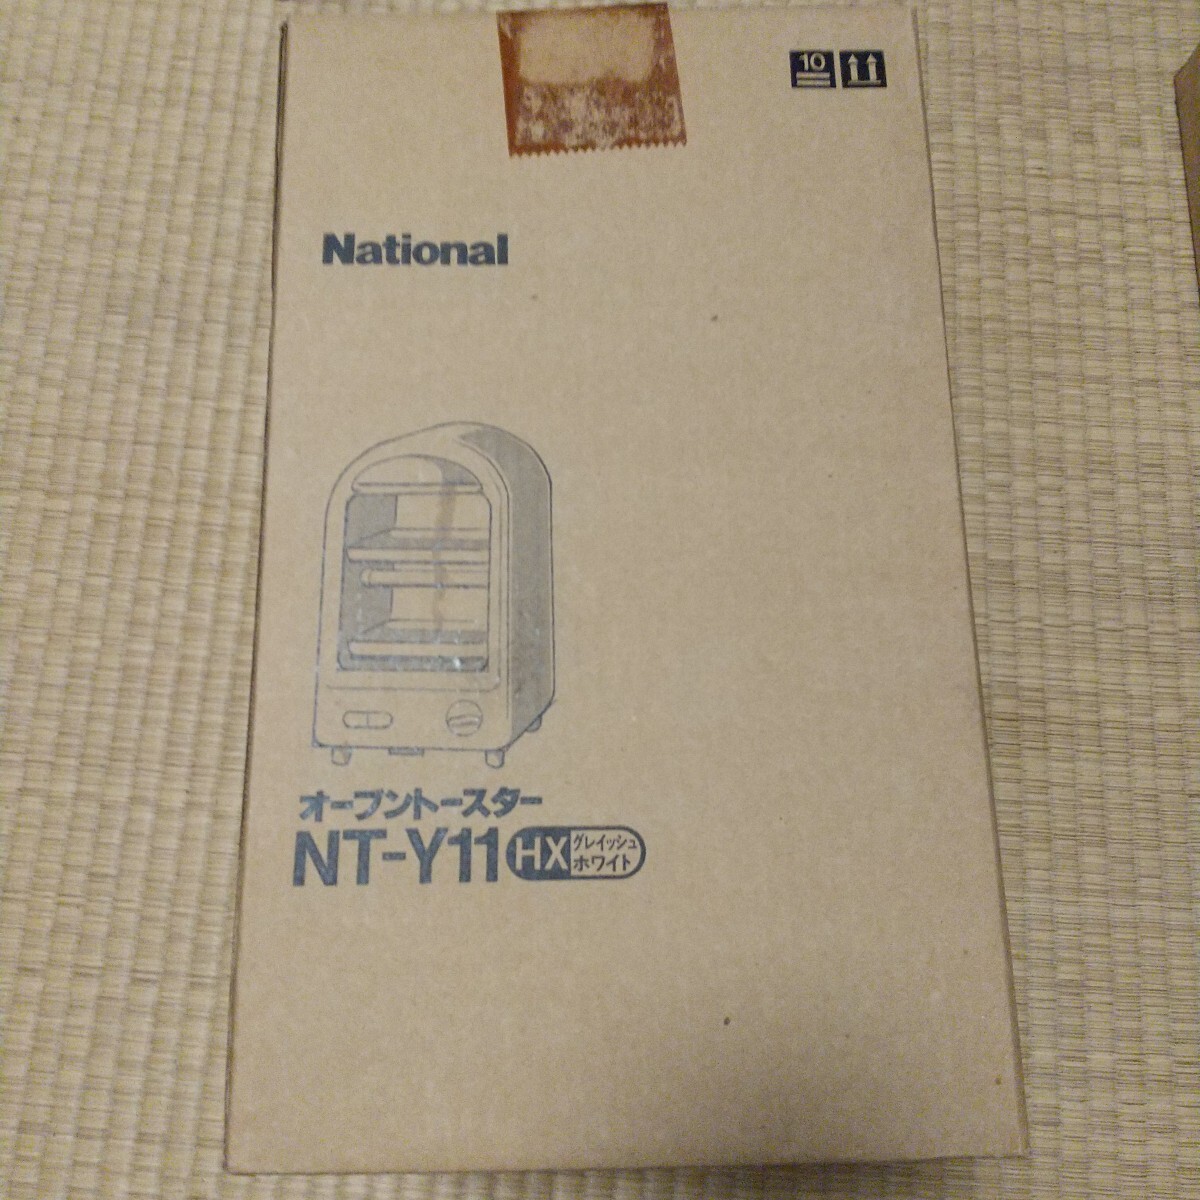 10
National
オーブントースター
NT-Y11 HX グレイッシュ
ホワイト